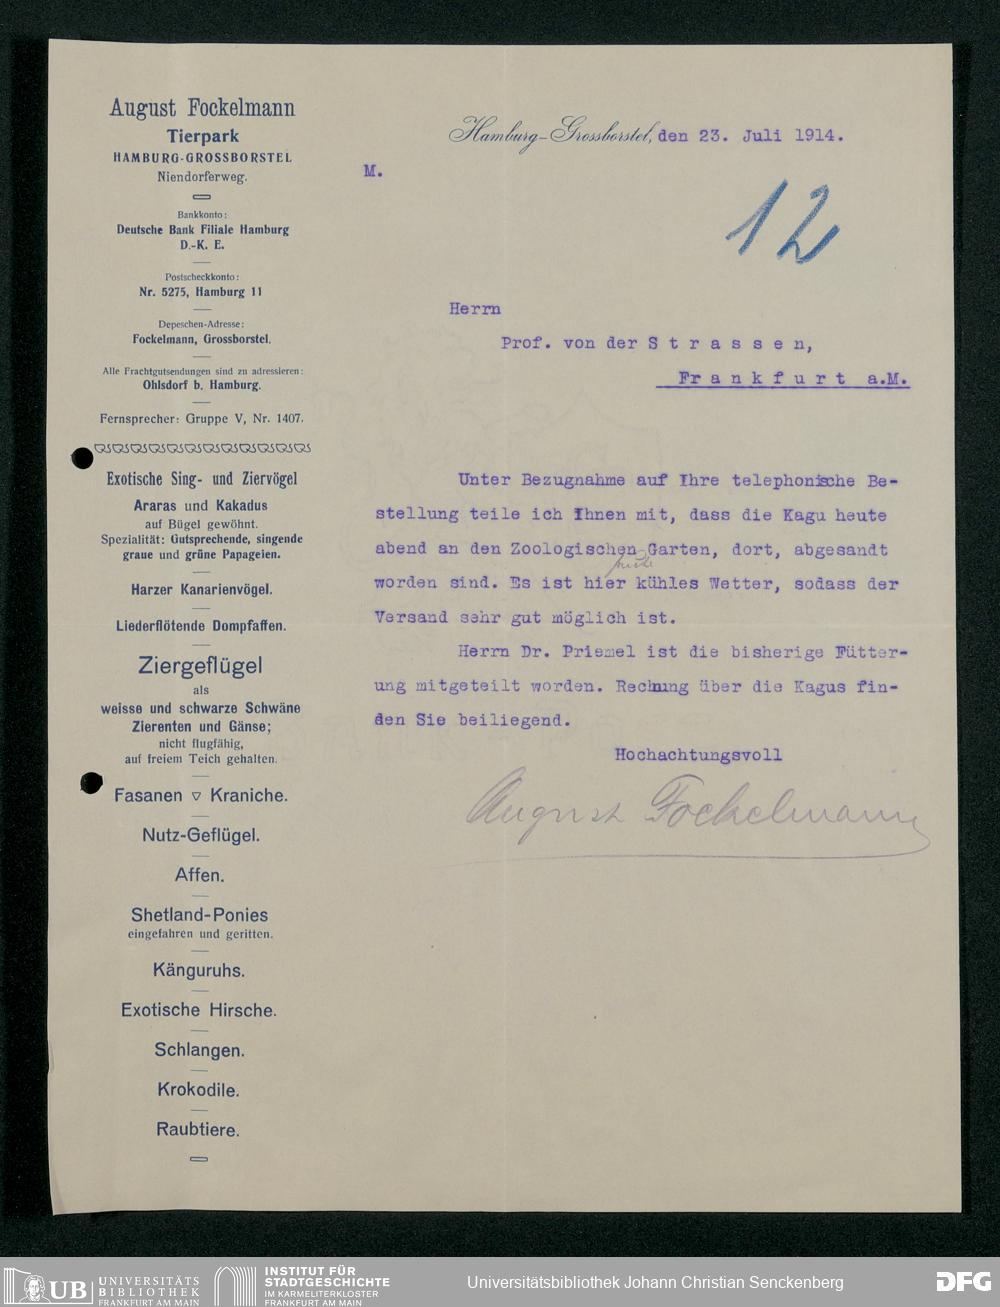 August Fockelmann
Tierpark
HAMBURG-GROSSBORSTEL
Niendorferweg.
Bankkonto:
Deutsche Bank Filiale Hamburg
D.-K. E.
Postscheckkonto:
Nr. 5275, Hamburg 11
Depeschen-Adresse:
Fockelmann, Grossborstel.
Alle Frachtgutsendungen sind zu adressieren:
Ohlsdorf b. Hamburg.
Fernsprecher: Gruppe V, Nr. 1407.
Exotische Sing- und Ziervögel
Araras und Kakadus
auf Bügel gewöhnt.
Spezialität: Gutsprechende, singende
graue und grüne Papageien.
Harzer Kanarienvögel.
Liederflötende Dompfaffen.
Ziergeflügel
als
weisse und schwarze Schwäne
Zierenten und Gänse;
nicht flugfähig,
auf freiem Teich gehalten.
Fasanen ▽ Kraniche.
Nutz-Geflügel.
Affen.
Shetland-Ponies
eingefahren und geritten.
Känguruhs.
Exotische Hirsche.
Schlangen.
Krokodile.
Raubtiere.
Hamburg-Grossborstel, den 23. Juli 1914.
M.
12
Herrn
Prof. von der S t r a s s e n,
F r a n k f u r t a.M.
Unter Bezugnahme auf Ihre telephonische Be-
stellung teile ich Ihnen mit, dass die Kagu heute
abend an den Zoologischen Garten, dort, abgesandt
worden sind. Es ist hier kühles Wetter, sodass der
Versand sehr gut möglich ist.
Herrn Dr. Priemel ist die bisherige Fütter-
ung mitgeteilt worden. Rechnung über die Kagus fin-
den Sie beiliegend.
Hochachtungsvoll
August Fockelmann
UB UNIVERSITÄTS
BIBLIOTHEK
FRANKFURT AM MAIN
INSTITUT FÜR
STADTGESCHICHTE
IM KARMELITERKLOSTER
FRANKFURT AM MAIN
Universitätsbibliothek Johann Christian Senckenberg
DFG